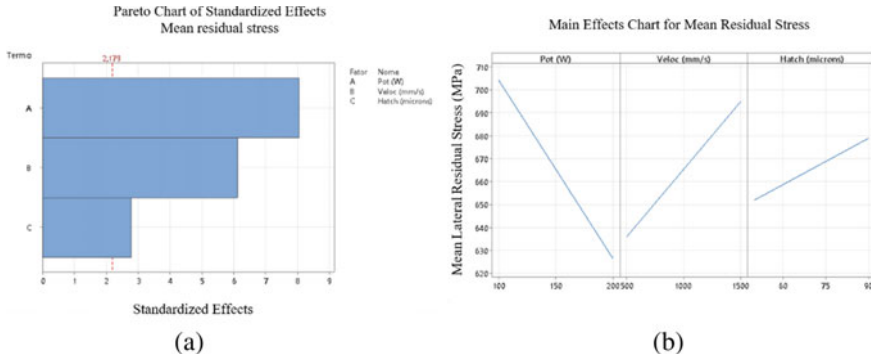 Pareto Chart of Standardized Effects
Mean residual stress
Termo
2,179
A
B
C
0 1 2 3 4 5 6 7 8 9
Standardized Effects
Fator Nome
A Pot (W)
B Veloc (mm/s)
C Hatch (microns)
(a)
Main Effects Chart for Mean Residual Stress
Pot (W) Veloc (mm/s) Hatch (microns)
Mean Lateral Residual Stress (MPa)
710
700
690
680
670
660
650
640
630
620
100 150 200 500 1000 1500 60 75 90
(b)